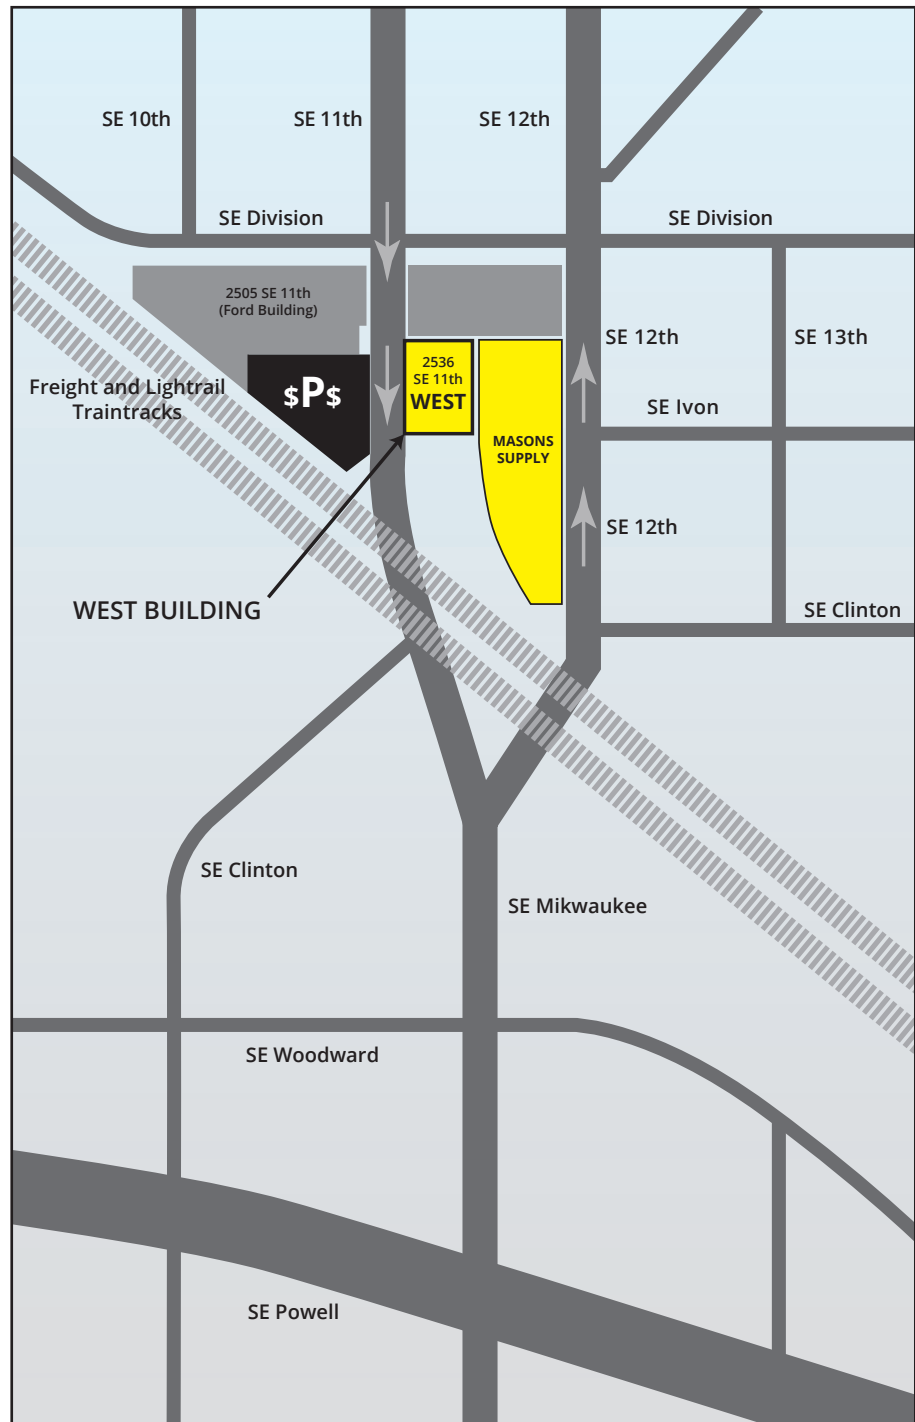 SE 10th
SE 11th
SE 12th
SE Division
SE Division
2505 SE 11th
(Ford Building)
SE 12th
SE 13th
2536
SE 11th
WEST
$P$
Freight and Lightrail
Traintracks
SE Ivon
MASONS
SUPPLY
SE 12th
WEST BUILDING
SE Clinton
SE Clinton
SE Mikwaukee
SE Woodward
SE Powell